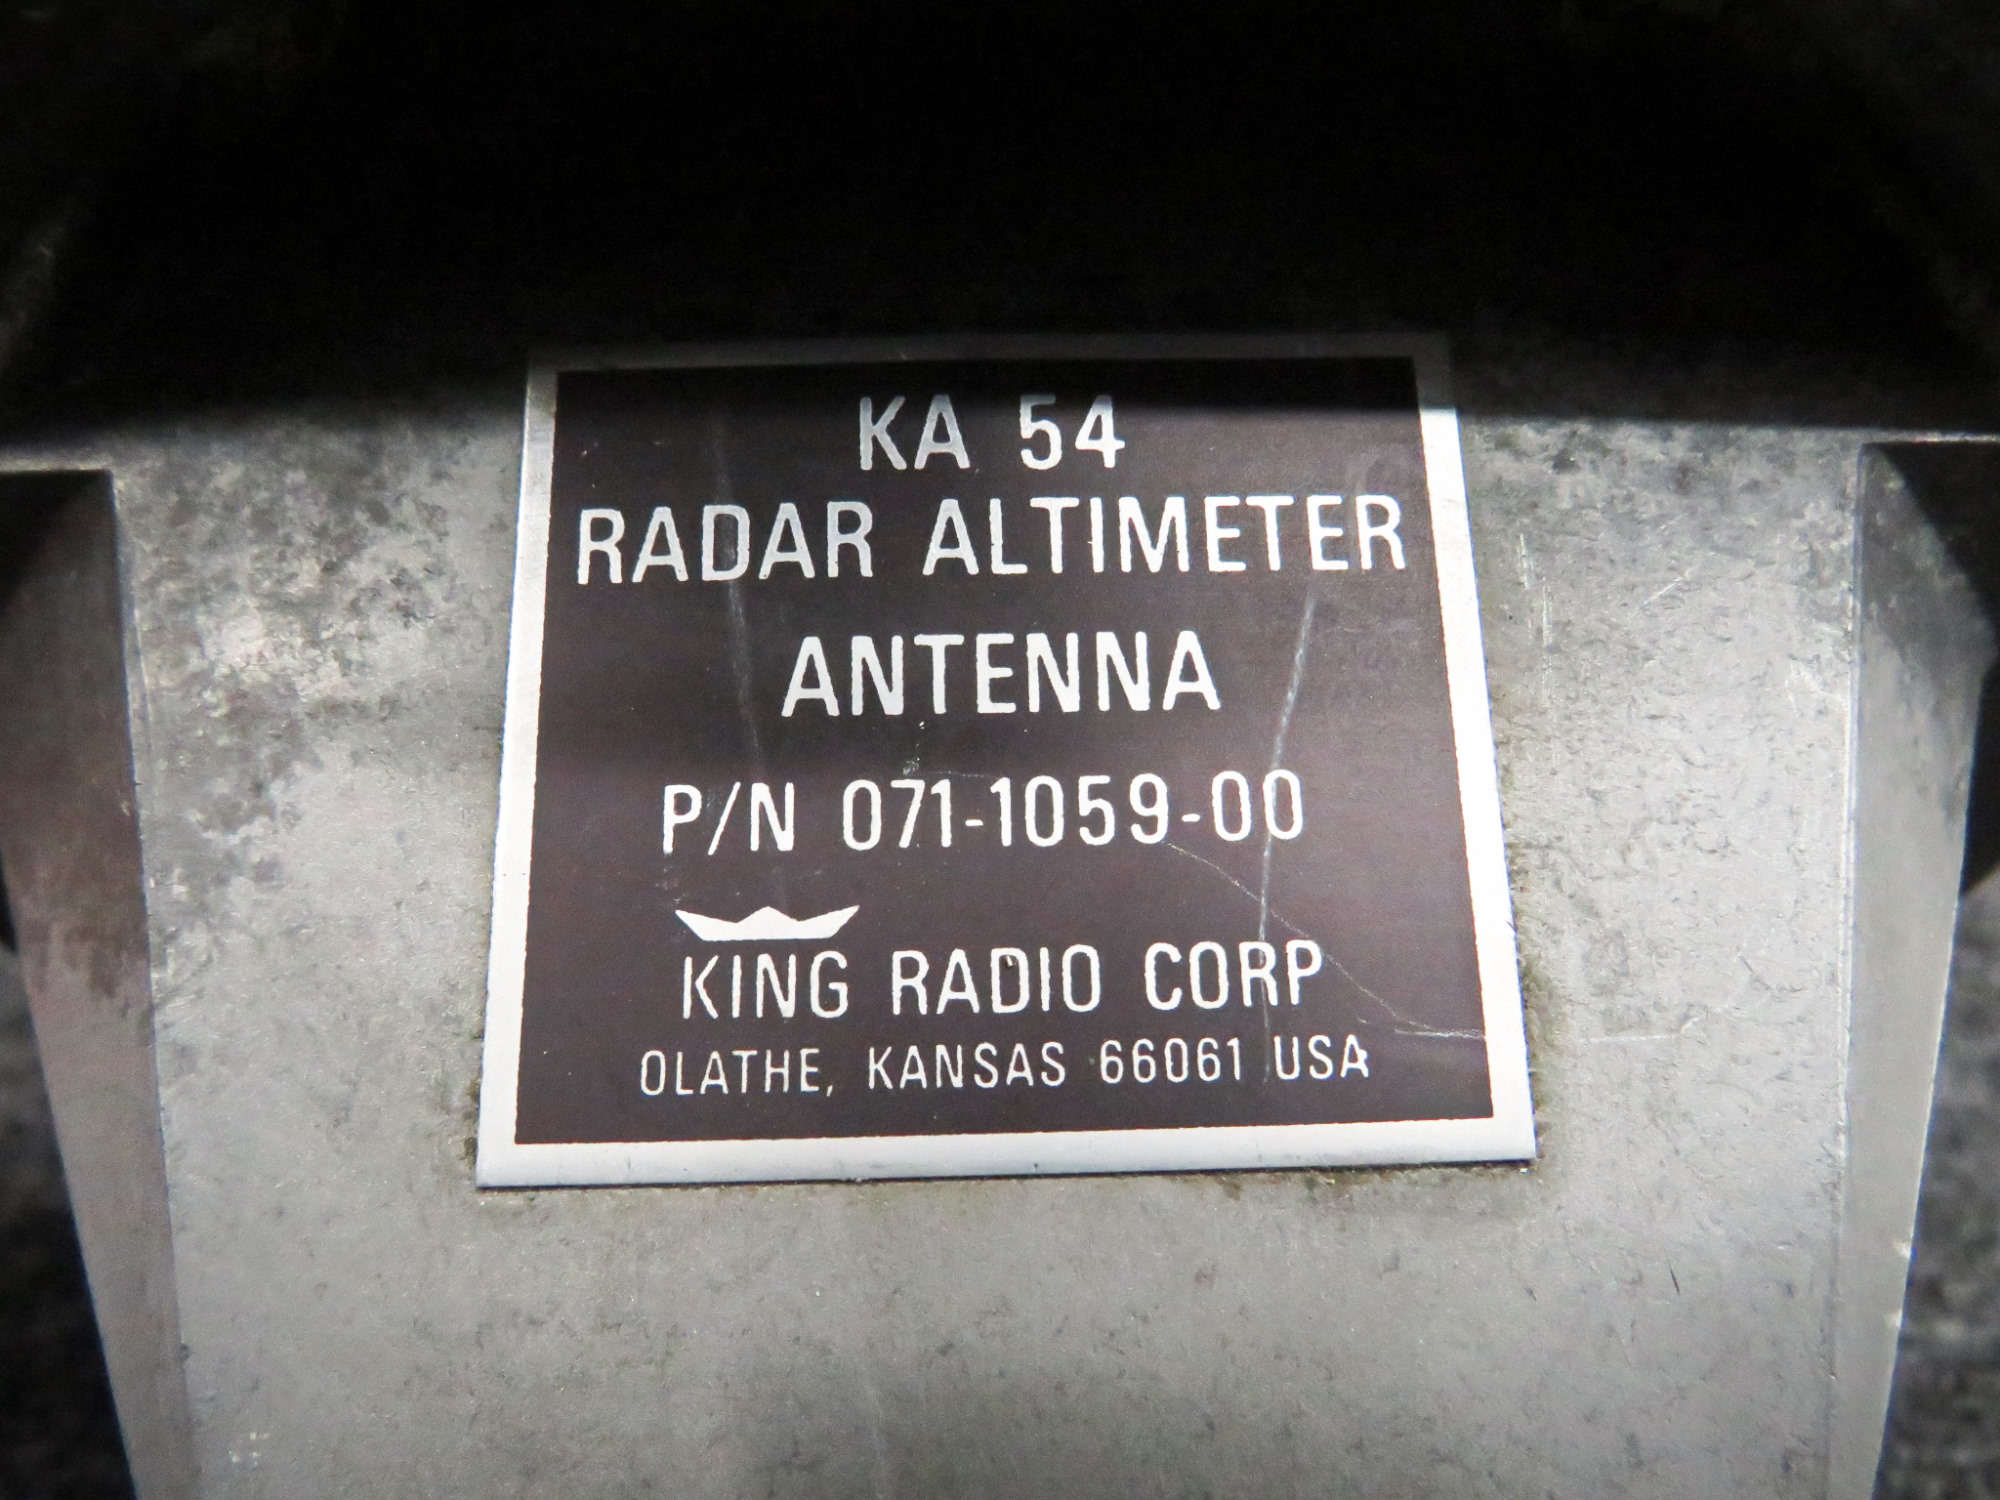 KA 54
RADAR ALTIMETER
ANTENNA
P/N 071-1059-00
KING RADIO CORP
OLATHE, KANSAS 66061 USA